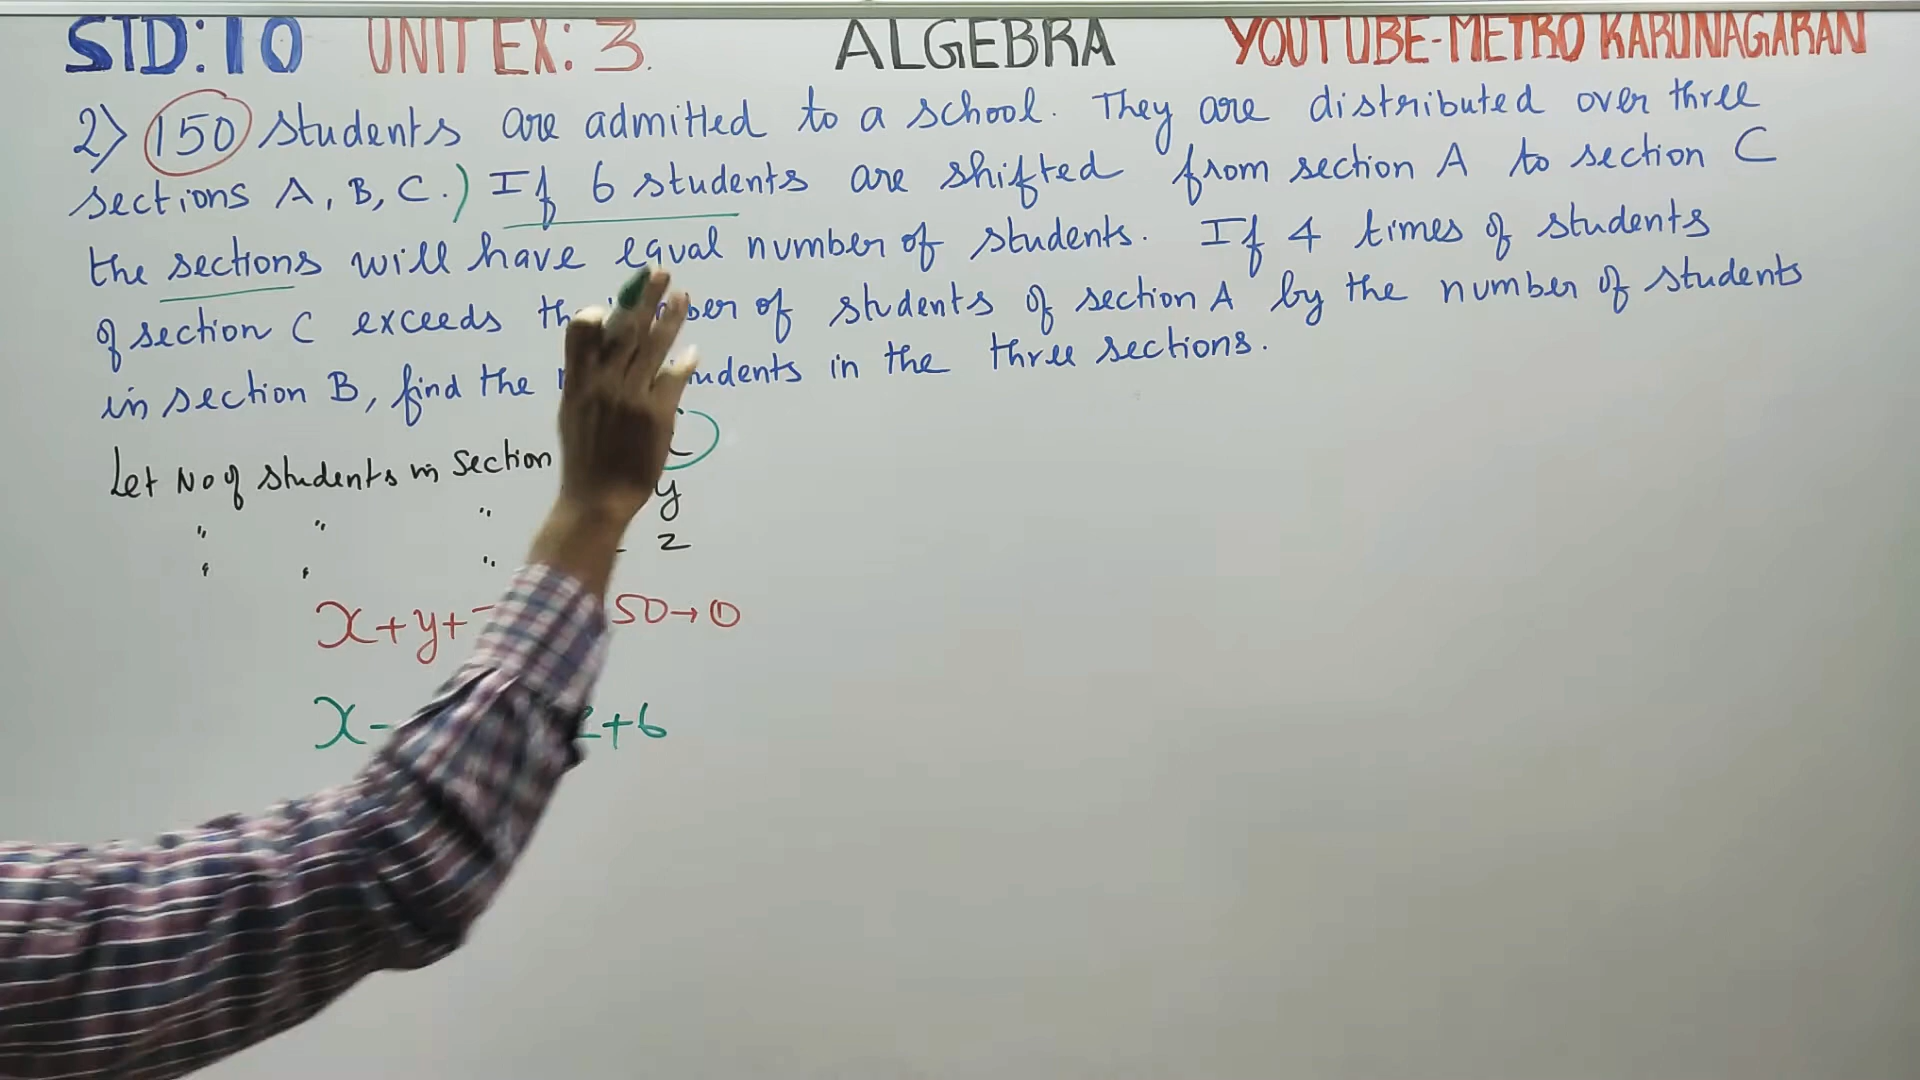 STD:10 UNIT EX: 3. ALGEBRA YOUTUBE-METRO KARUNAGARAN
2) 150 students are admitted to a school. They are distributed over three
sections A, B, C.) If 6 students are shifted from section A to section C
the sections will have equal number of students. If 4 times of students
of section C exceeds of students of section A by the number of students
in section B, find the in the three sections.
Let No of students in Section
" " " y
" " " - z
x+y+ 50→①
x- 2+6